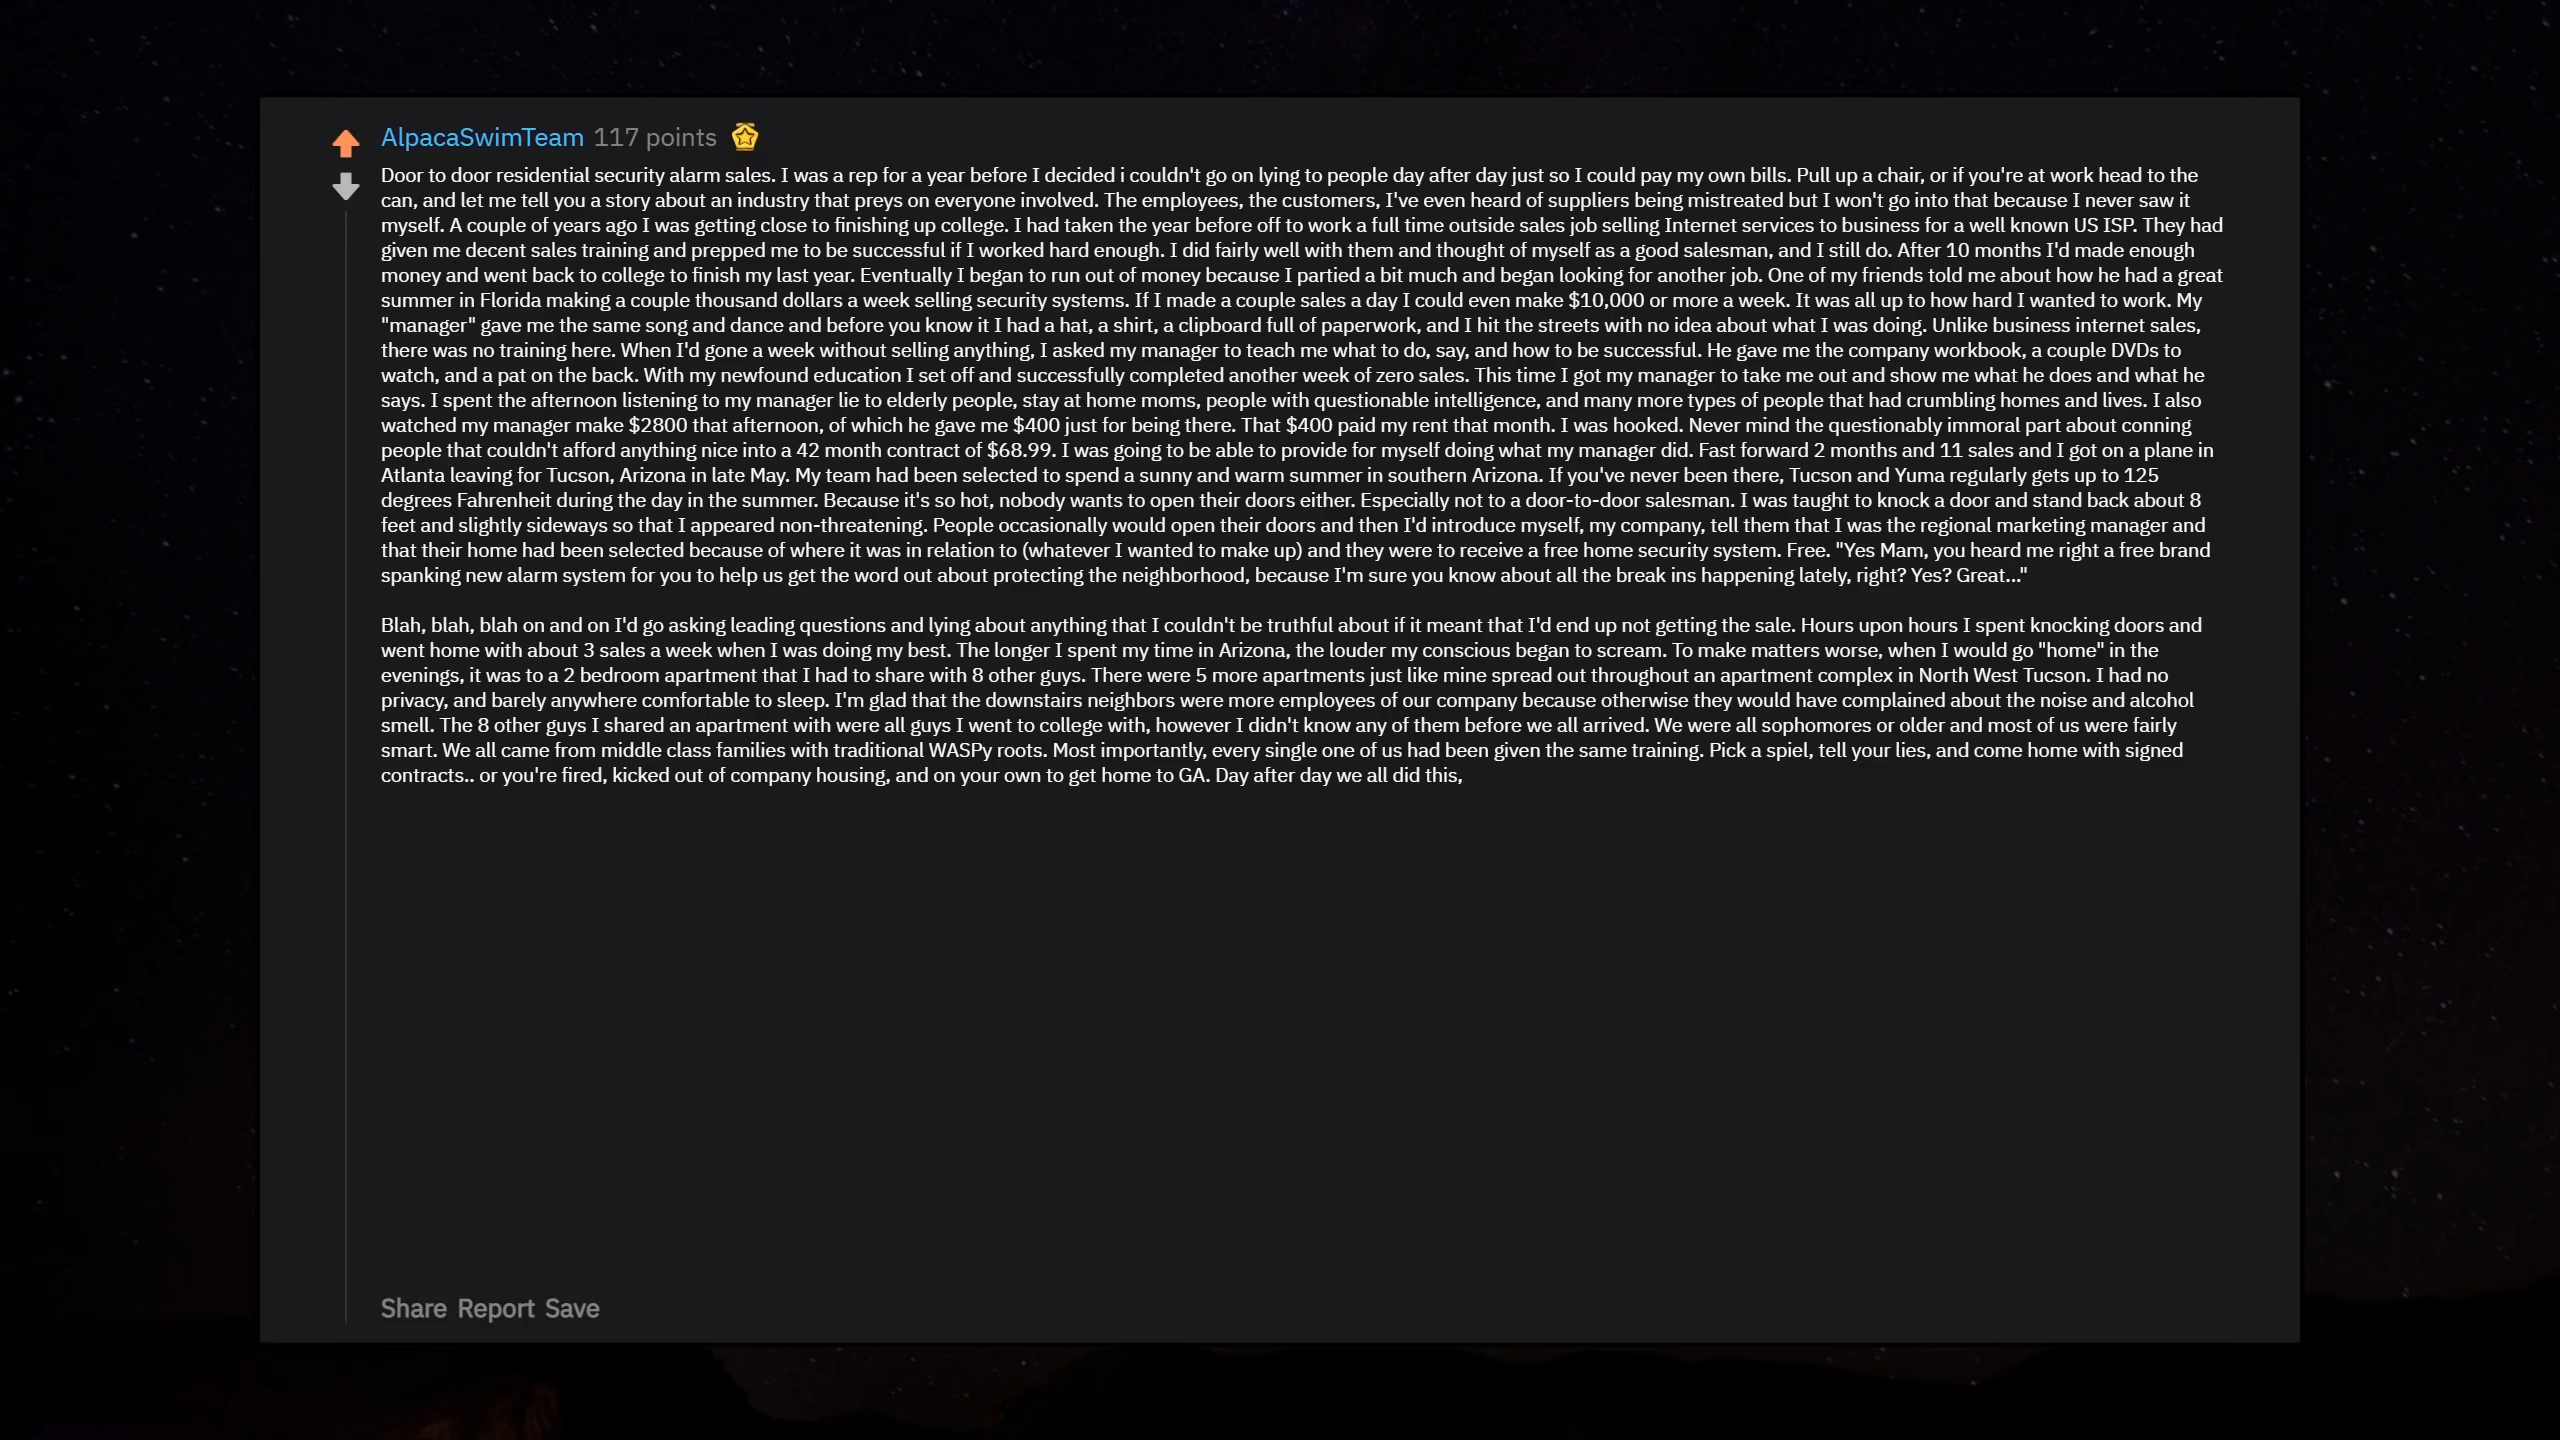 AlpacaSwimTeam 117 points
Door to door residential security alarm sales. I was a rep for a year before I decided i couldn't go on lying to people day after day just so I could pay my own bills. Pull up a chair, or if you're at work head to the
can, and let me tell you a story about an industry that preys on everyone involved. The employees, the customers, I've even heard of suppliers being mistreated but I won't go into that because I never saw it
myself. A couple of years ago I was getting close to finishing up college. I had taken the year before off to work a full time outside sales job selling Internet services to business for a well known US ISP. They had
given me decent sales training and prepped me to be successful if I worked hard enough. I did fairly well with them and thought of myself as a good salesman, and I still do. After 10 months I'd made enough
money and went back to college to finish my last year. Eventually I began to run out of money because I partied a bit much and began looking for another job. One of my friends told me about how he had a great
summer in Florida making a couple thousand dollars a week selling security systems. If I made a couple sales a day I could even make $10,000 or more a week. It was all up to how hard I wanted to work. My
"manager" gave me the same song and dance and before you know it I had a hat, a shirt, a clipboard full of paperwork, and I hit the streets with no idea about what I was doing. Unlike business internet sales,
there was no training here. When I'd gone a week without selling anything, I asked my manager to teach me what to do, say, and how to be successful. He gave me the company workbook, a couple DVDs to
watch, and a pat on the back. With my newfound education I set off and successfully completed another week of zero sales. This time I got my manager to take me out and show me what he does and what he
says. I spent the afternoon listening to my manager lie to elderly people, stay at home moms, people with questionable intelligence, and many more types of people that had crumbling homes and lives. I also
watched my manager make $2800 that afternoon, of which he gave me $400 just for being there. That $400 paid my rent that month. I was hooked. Never mind the questionably immoral part about conning
people that couldn't afford anything nice into a 42 month contract of $68.99. I was going to be able to provide for myself doing what my manager did. Fast forward 2 months and 11 sales and I got on a plane in
Atlanta leaving for Tucson, Arizona in late May. My team had been selected to spend a sunny and warm summer in southern Arizona. If you've never been there, Tucson and Yuma regularly gets up to 125
degrees Fahrenheit during the day in the summer. Because it's so hot, nobody wants to open their doors either. Especially not to a door-to-door salesman. I was taught to knock a door and stand back about 8
feet and slightly sideways so that I appeared non-threatening. People occasionally would open their doors and then I'd introduce myself, my company, tell them that I was the regional marketing manager and
that their home had been selected because of where it was in relation to (whatever I wanted to make up) and they were to receive a free home security system. Free. "Yes Mam, you heard me right a free brand
spanking new alarm system for you to help us get the word out about protecting the neighborhood, because I'm sure you know about all the break ins happening lately, right? Yes? Great..."
Blah, blah, blah on and on I'd go asking leading questions and lying about anything that I couldn't be truthful about if it meant that I'd end up not getting the sale. Hours upon hours I spent knocking doors and
went home with about 3 sales a week when I was doing my best. The longer I spent my time in Arizona, the louder my conscious began to scream. To make matters worse, when I would go "home" in the
evenings, it was to a 2 bedroom apartment that I had to share with 8 other guys. There were 5 more apartments just like mine spread out throughout an apartment complex in North West Tucson. I had no
privacy, and barely anywhere comfortable to sleep. I'm glad that the downstairs neighbors were more employees of our company because otherwise they would have complained about the noise and alcohol
smell. The 8 other guys I shared an apartment with were all guys I went to college with, however I didn't know any of them before we all arrived. We were all sophomores or older and most of us were fairly
smart. We all came from middle class families with traditional WASPy roots. Most importantly, every single one of us had been given the same training. Pick a spiel, tell your lies, and come home with signed
contracts.. or you're fired, kicked out of company housing, and on your own to get home to GA. Day after day we all did this,
Share Report Save